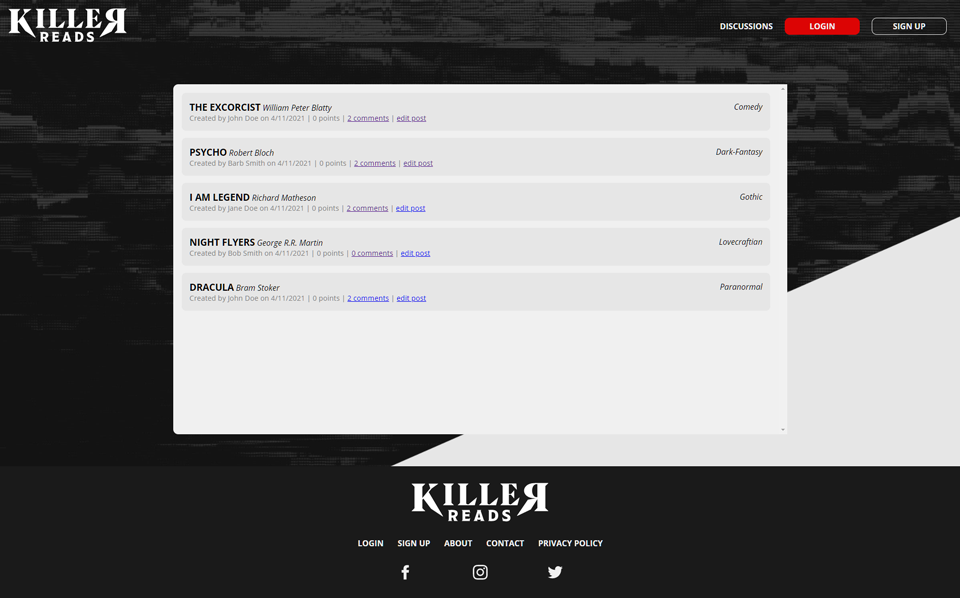 KILLER
READS
DISCUSSIONS LOGIN SIGN UP
THE EXCORCIST William Peter Blatty Comedy
Created by John Doe on 4/11/2021 | 0 points | 2 comments | edit post
PSYCHO Robert Bloch Dark-Fantasy
Created by Barb Smith on 4/11/2021 | 0 points | 2 comments | edit post
I AM LEGEND Richard Matheson Gothic
Created by Jane Doe on 4/11/2021 | 0 points | 2 comments | edit post
NIGHT FLYERS George R.R. Martin Lovecraftian
Created by Bob Smith on 4/11/2021 | 0 points | 0 comments | edit post
DRACULA Bram Stoker Paranormal
Created by John Doe on 4/11/2021 | 0 points | 2 comments | edit post
KILLER
READS
LOGIN SIGN UP ABOUT CONTACT PRIVACY POLICY